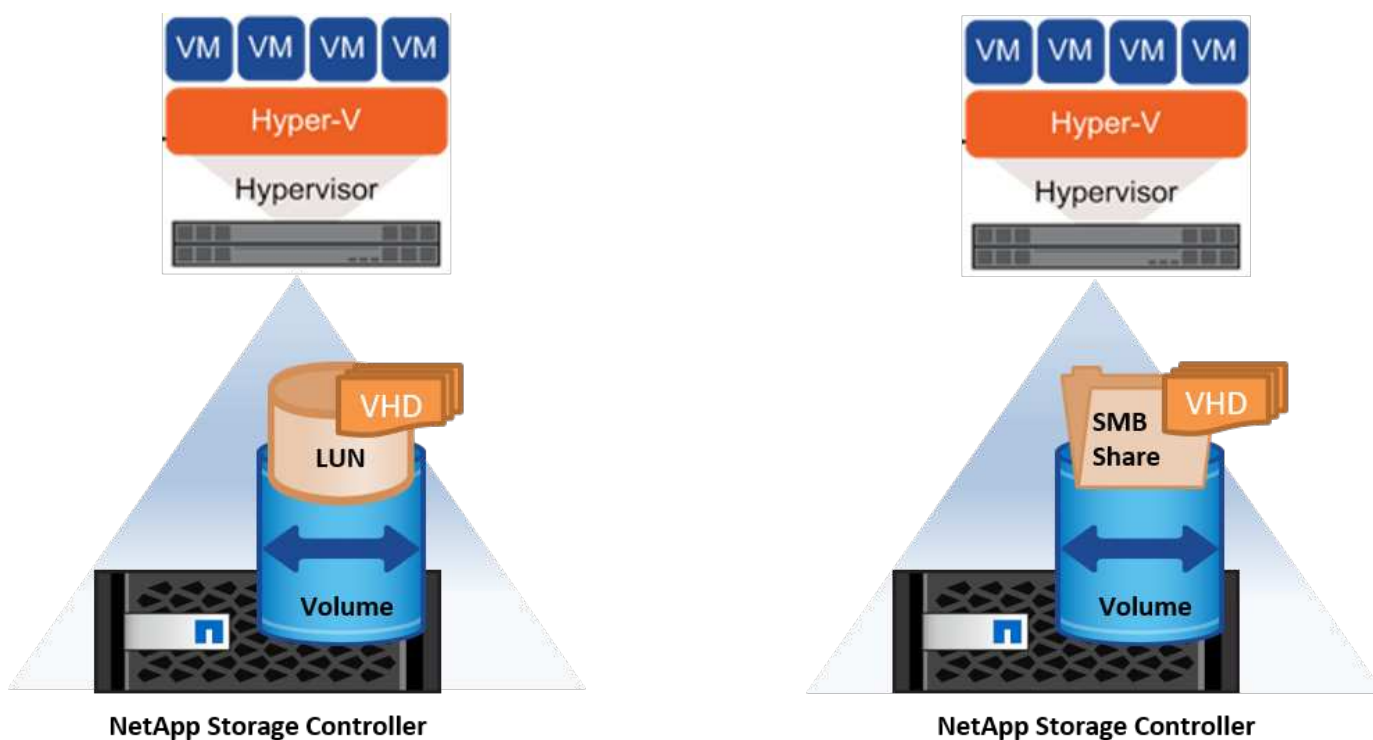 VM VM VM VM
Hyper-V
Hypervisor
VHD
LUN
Volume
NetApp Storage Controller
VM VM VM VM
Hyper-V
Hypervisor
VHD
SMB
Share
Volume
NetApp Storage Controller